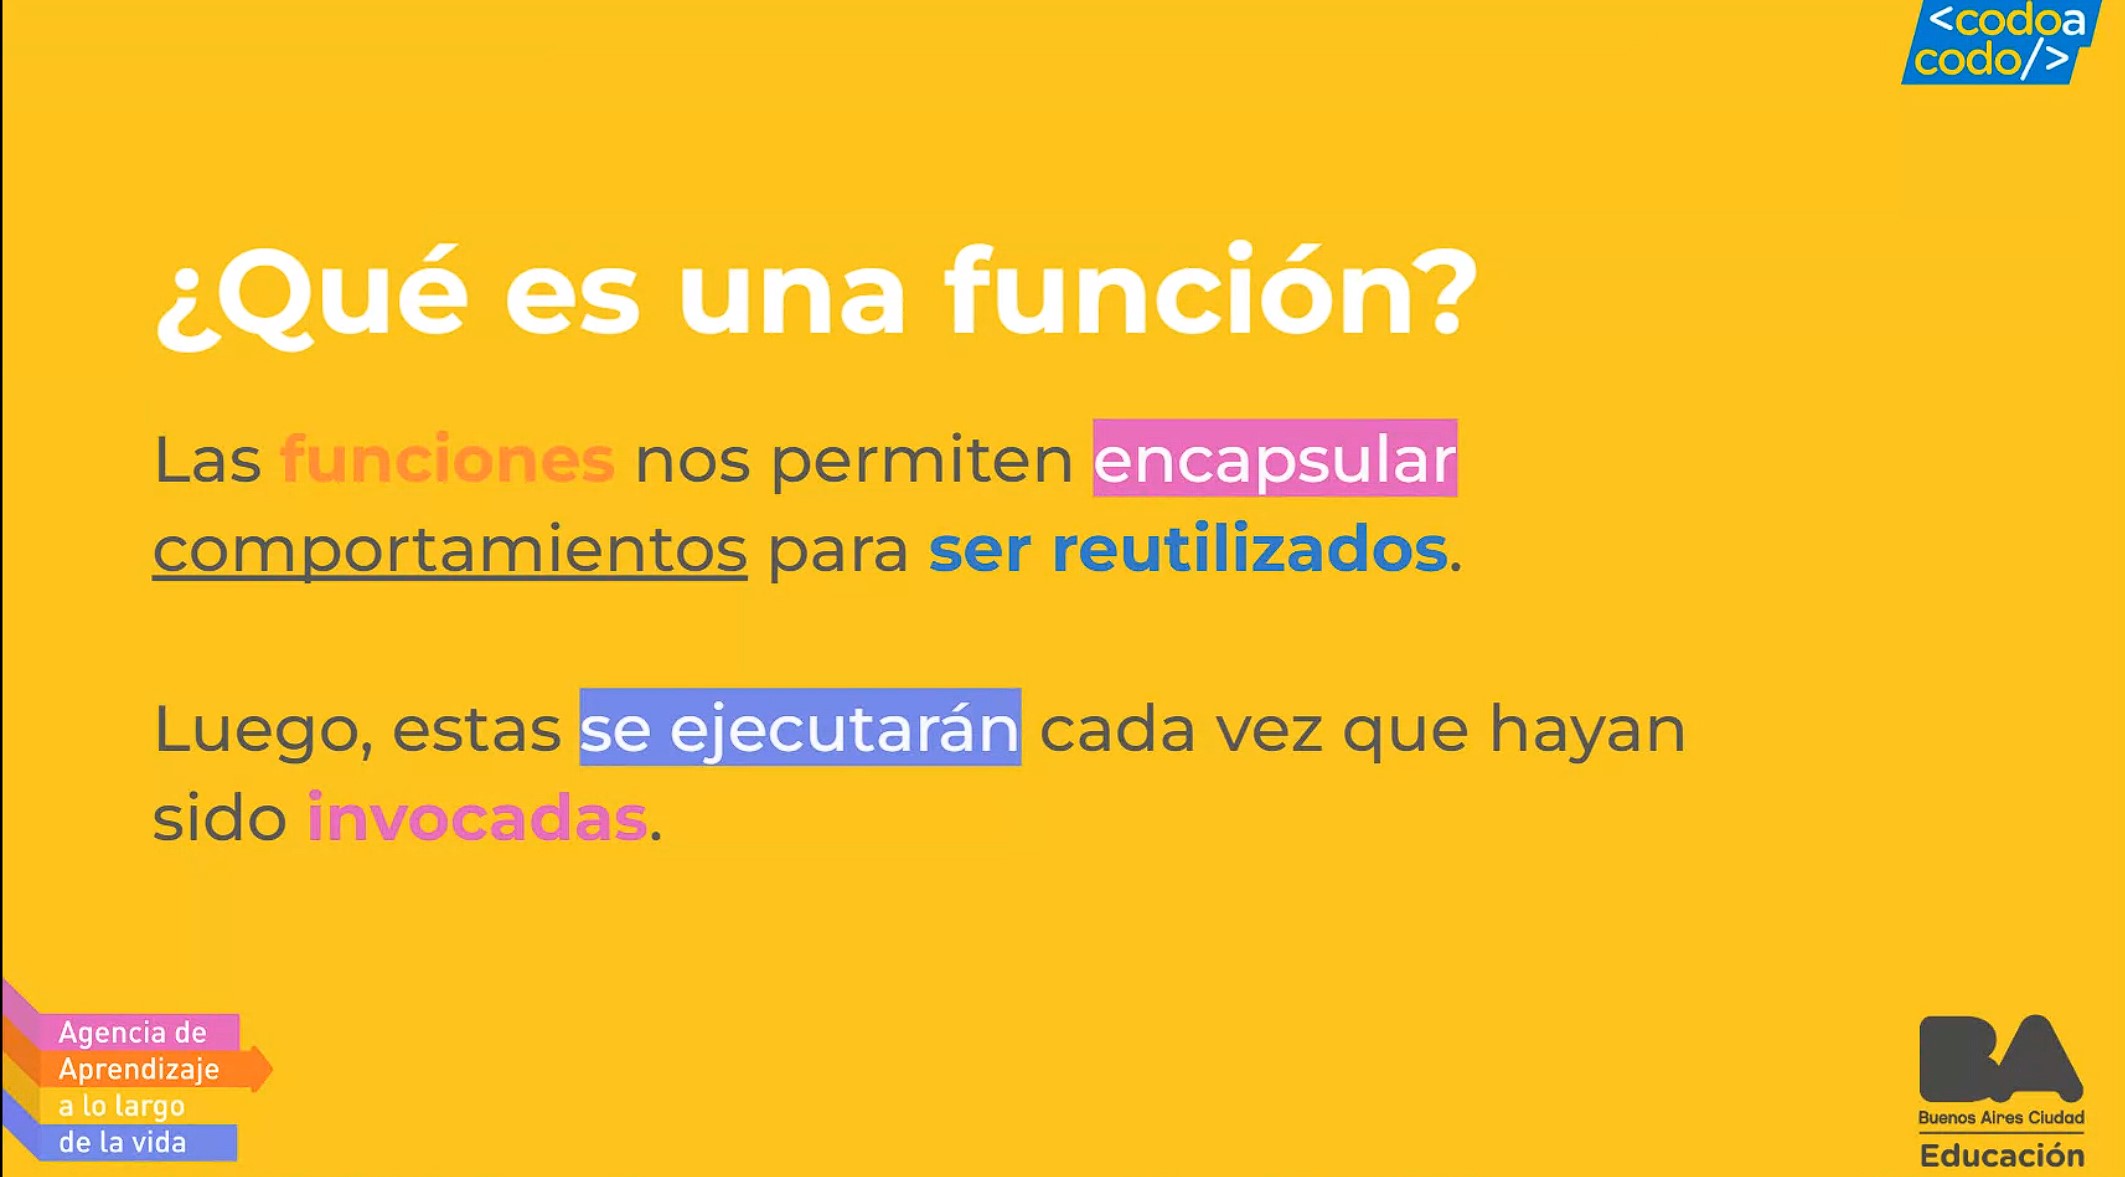 <codoa
codo/>
¿Qué es una función?
Las funciones nos permiten encapsular
comportamientos para ser reutilizados.
Luego, estas se ejecutarán cada vez que hayan
sido invocadas.
Agencia de
Aprendizaje
a lo largo
de la vida
BA
Buenos Aires Ciudad
Educación